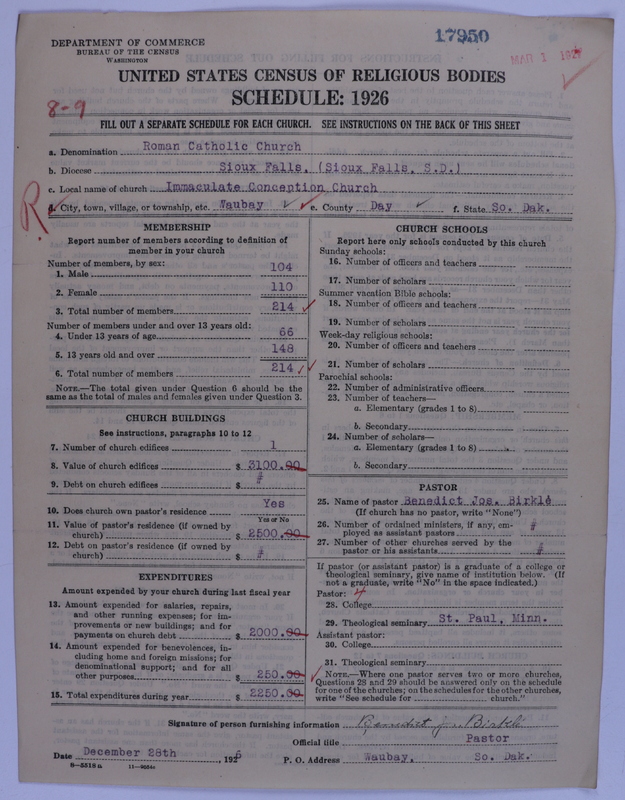 17950
DEPARTMENT OF COMMERCE
BUREAU OF THE CENSUS
WASHINGTON
MAR 1 192
UNITED STATES CENSUS OF RELIGIOUS BODIES
SCHEDULE: 1926
8-9
FILL OUT A SEPARATE SCHEDULE FOR EACH CHURCH. SEE INSTRUCTIONS ON THE BACK OF THIS SHEET
a. Denomination Roman Catholic Church
b. Diocese Sioux Falls, (Sioux Falls, S.D.)
c. Local name of church Immaculate Conception Church
R
d. City, town, village, or township, etc. Waubay e. County Day f. State So. Dak.
MEMBERSHIP
Report number of members according to definition of
member in your church
Number of members, by sex:
1. Male 104
2. Female 110
3. Total number of members 214
Number of members under and over 13 years old:
4. Under 13 years of age 66
5. 13 years old and over 148
6. Total number of members 214
NOTE.—The total given under Question 6 should be the
same as the total of males and females given under Question 3.
CHURCH BUILDINGS
See instructions, paragraphs 10 to 12
7. Number of church edifices 1
8. Value of church edifices $ 3100.00
9. Debt on church edifices $ #
10. Does church own pastor's residence? Yes
Yes or No
11. Value of pastor's residence (if owned by
church) $ 2500.00
12. Debt on pastor's residence (if owned by
church) $ #
EXPENDITURES
Amount expended by your church during last fiscal year
13. Amount expended for salaries, repairs,
and other running expenses; for im-
provements or new buildings; and for
payments on church debt $ 2000.00
14. Amount expended for benevolences, in-
cluding home and foreign missions; for
denominational support; and for all
other purposes $ 250.00
15. Total expenditures during year $ 2250.00
CHURCH SCHOOLS
Report here only schools conducted by this church
Sunday schools:
16. Number of officers and teachers
17. Number of scholars
Summer vacation Bible schools:
18. Number of officers and teachers
19. Number of scholars
Week-day religious schools:
20. Number of officers and teachers
21. Number of scholars
Parochial schools:
22. Number of administrative officers
23. Number of teachers—
a. Elementary (grades 1 to 8)
b. Secondary
24. Number of scholars—
a. Elementary (grades 1 to 8)
b. Secondary
PASTOR
25. Name of pastor Benedict Jos. Birkle
(If church has no pastor, write "None")
26. Number of ordained ministers, if any, em-
ployed as assistant pastors #
27. Number of other churches served by the
pastor or his assistants #
If pastor (or assistant pastor) is a graduate of a college or
theological seminary, give name of institution below. (If
not a graduate, write "No" in the space indicated.)
Pastor: 4
28. College
29. Theological seminary St. Paul, Minn.
Assistant pastor:
30. College
31. Theological seminary
NOTE.—Where one pastor serves two or more churches,
Questions 28 and 29 should be answered only on the schedule
for one of the churches; on the schedules for the other churches,
write "See schedule for church."
Signature of person furnishing information Benedict Jos. Birkle
Official title Pastor
Date December 28th, 1926 P. O. Address Waubay, So. Dak.
8-5518a 11-9554c